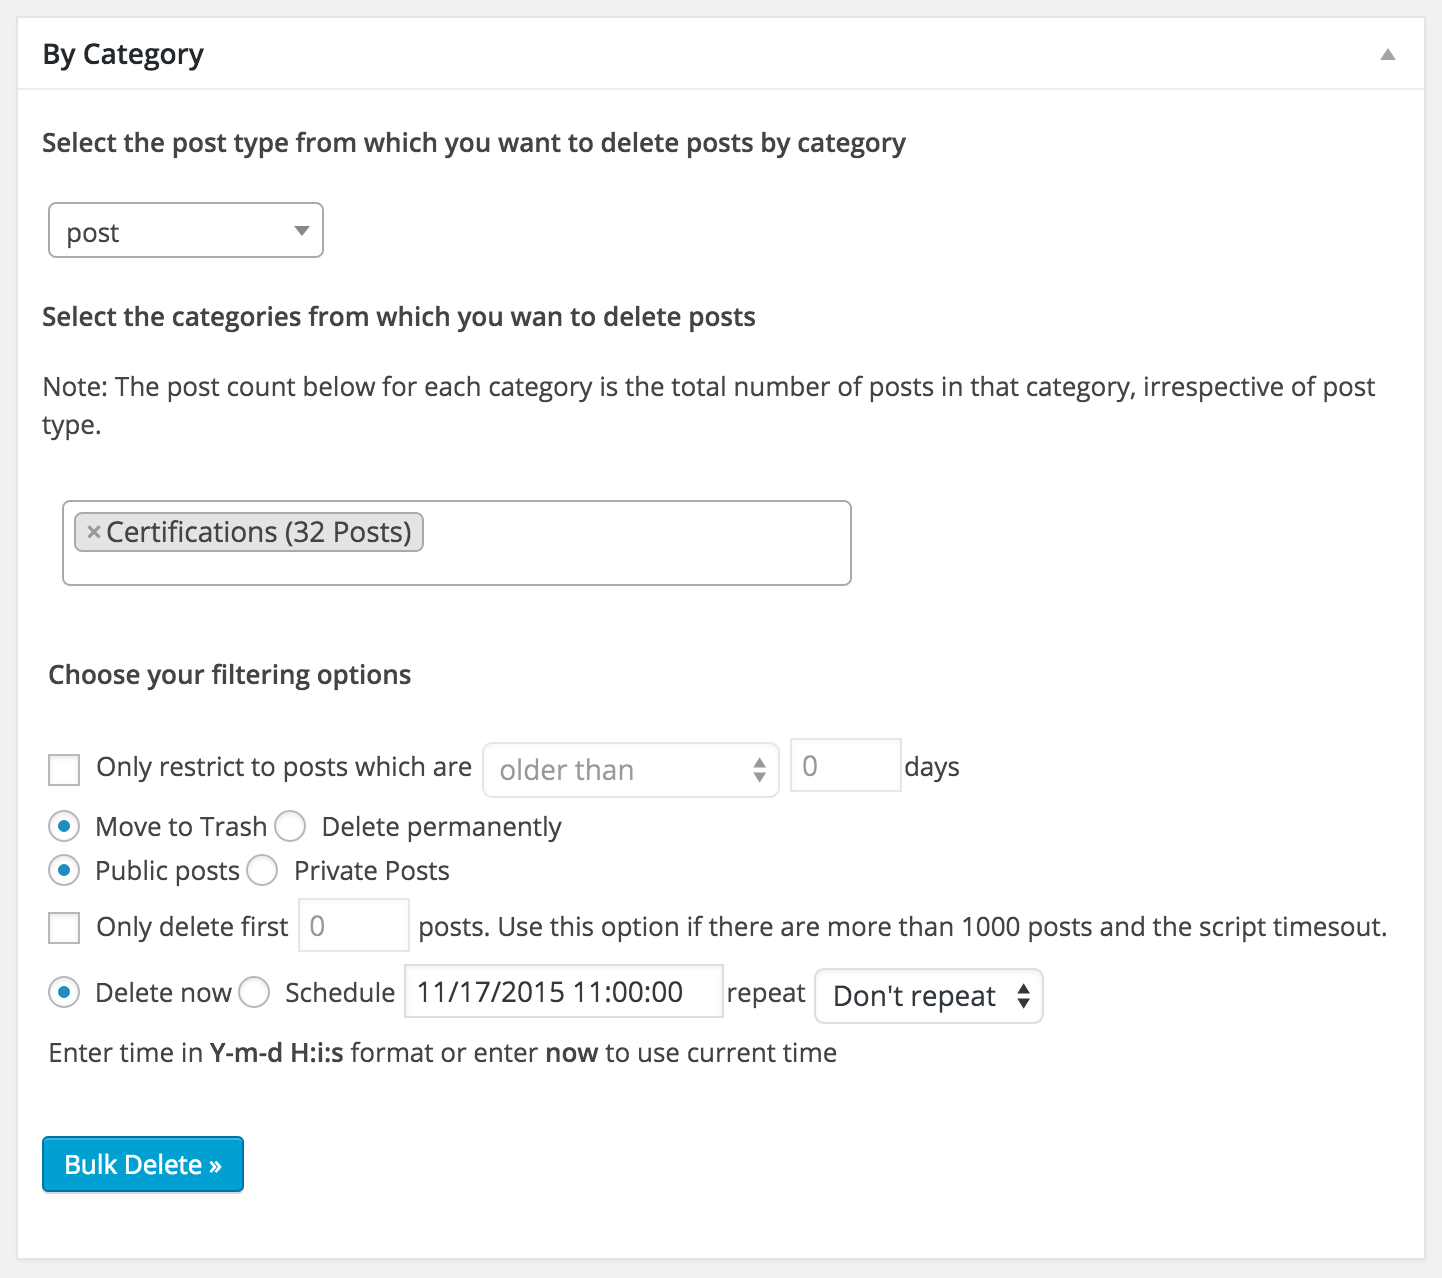 By Category
Select the post type from which you want to delete posts by category
post
Select the categories from which you wan to delete posts
Note: The post count below for each category is the total number of posts in that category, irrespective of post
type.
×Certifications (32 Posts)
Choose your filtering options
Only restrict to posts which are older than 0 days
Move to Trash Delete permanently
Public posts Private Posts
Only delete first 0 posts. Use this option if there are more than 1000 posts and the script timesout.
Delete now Schedule 11/17/2015 11:00:00 repeat Don't repeat
Enter time in Y-m-d H:i:s format or enter now to use current time
Bulk Delete »